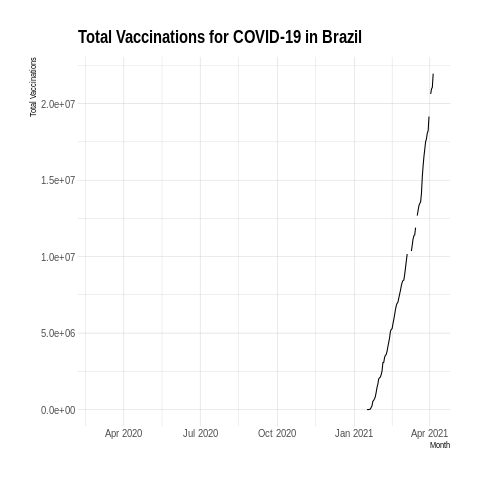 Total Vaccinations for COVID-19 in Brazil
Total Vaccinations
2.0e+07
1.5e+07
1.0e+07
5.0e+06
0.0e+00
Apr 2020 Jul 2020 Oct 2020 Jan 2021 Apr 2021
Month